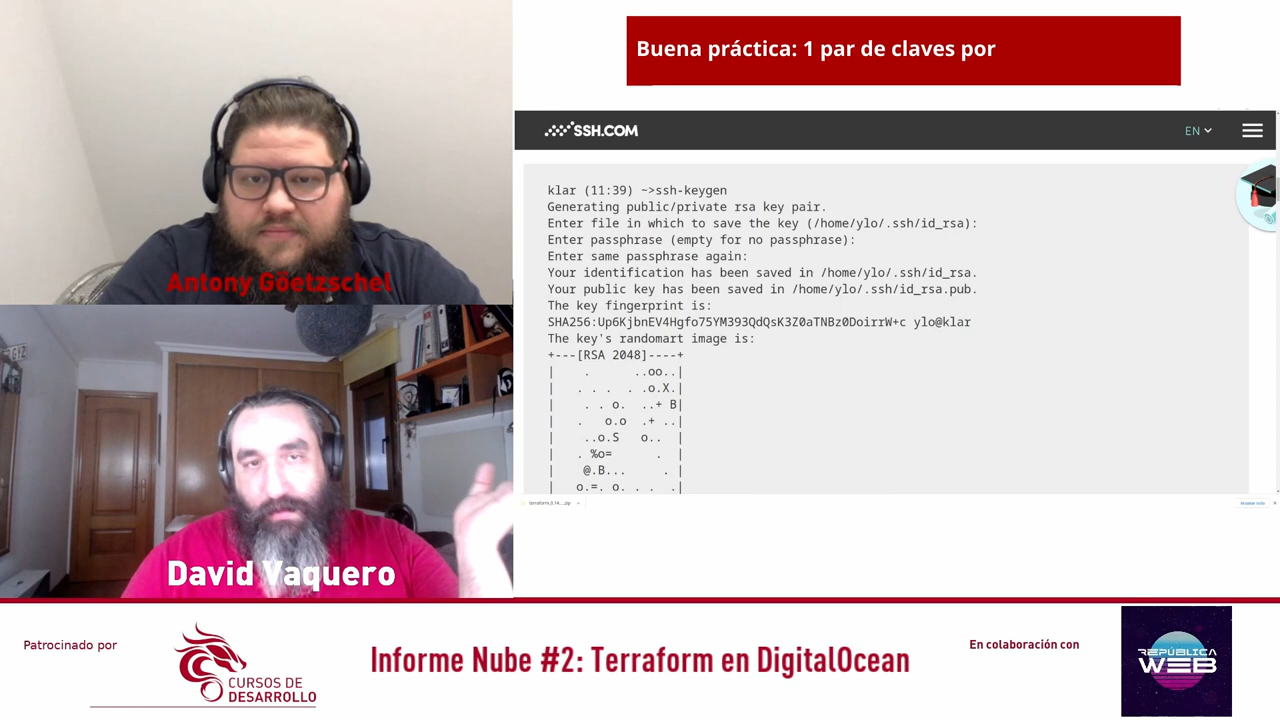 Buena práctica: 1 par de claves por
SSH.COM
EN
klar (11:39) ~>ssh-keygen
Generating public/private rsa key pair.
Enter file in which to save the key (/home/ylo/.ssh/id_rsa):
Enter passphrase (empty for no passphrase):
Enter same passphrase again:
Your identification has been saved in /home/ylo/.ssh/id_rsa.
Your public key has been saved in /home/ylo/.ssh/id_rsa.pub.
The key fingerprint is:
SHA256:Up6KjbnEV4Hgfo75YM393QdQsK3Z0aTNBz0DoirrW+c ylo@klar
The key's randomart image is:
+---[RSA 2048]----+
|    .      ..oo..|
|   . . .  . .o.X.|
|    . . o.  ..+ B|
|   .   o.o  .+ ..|
|    ..o.S   o..  |
|   . %o=      .  |
|    @.B...     . |
|   o.=. o. . .  .|
Antony Göetzschel
David Vaquero
Patrocinado por
CURSOS DE
DESARROLLO
Informe Nube #2: Terraform en DigitalOcean
En colaboración con
REPÚBLICA
WEB